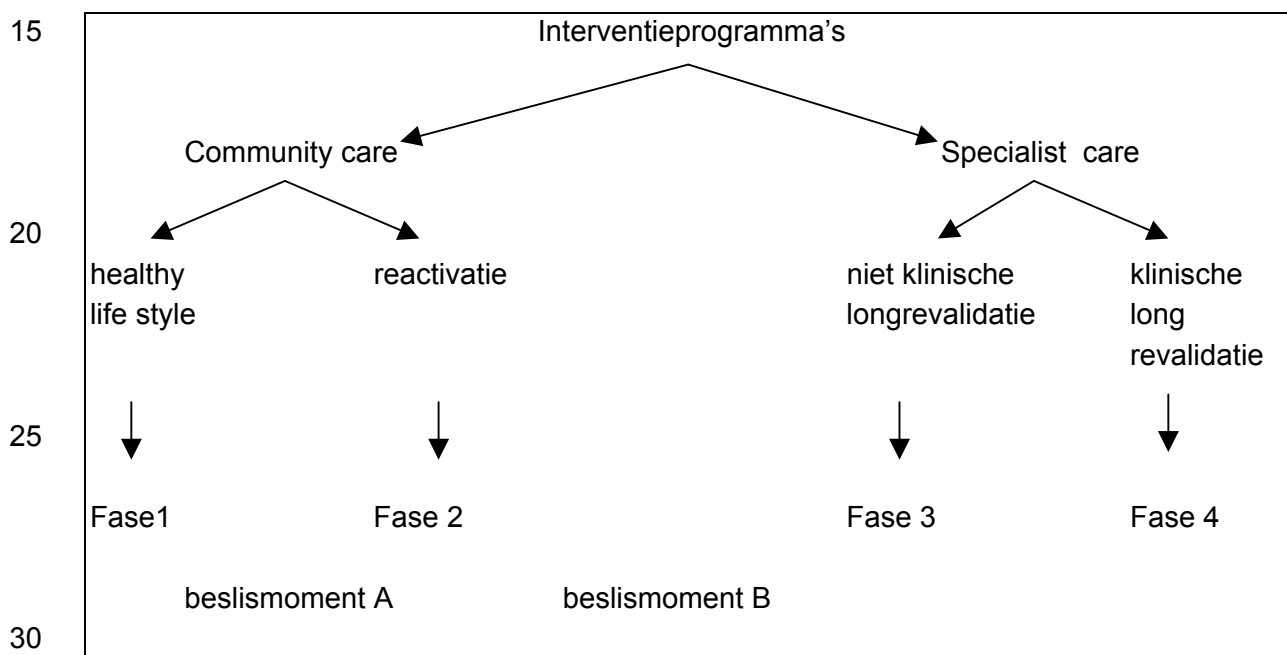 15 Interventieprogramma’s
Community care Specialist care
20
healthy reactivatie niet klinische klinische
life style longrevalidatie long
revalidatie
25
Fase1 Fase 2 Fase 3 Fase 4
beslismoment A beslismoment B
30